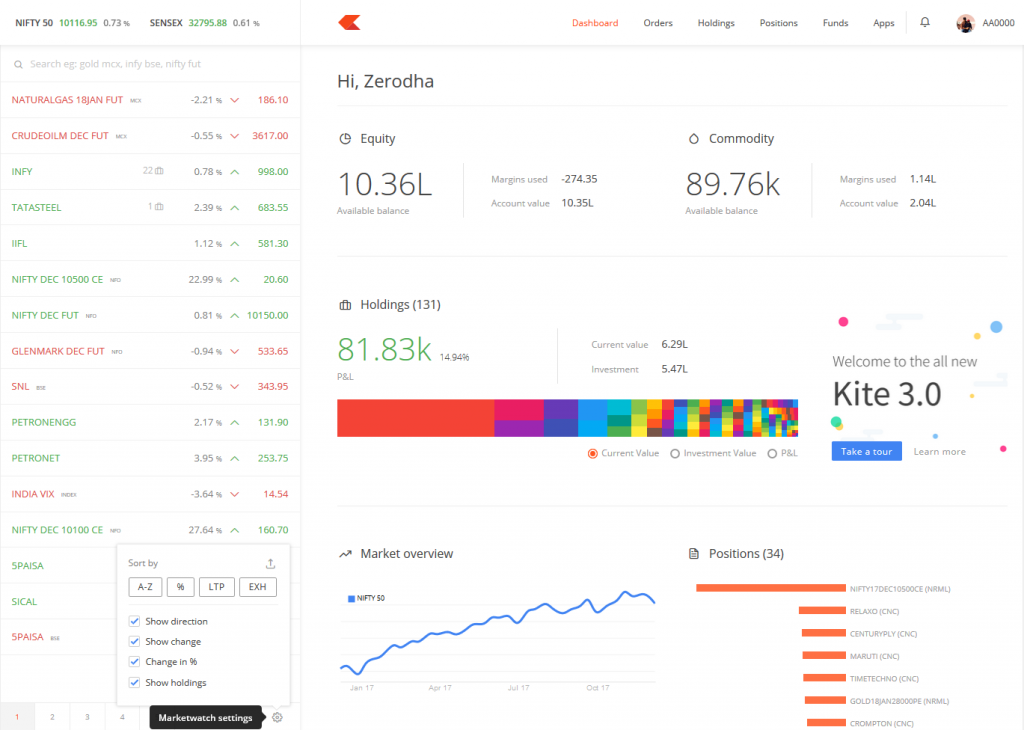 NIFTY 50 10116.95 0.73 % SENSEX 32795.88 0.61 %
Dashboard Orders Holdings Positions Funds Apps AA0000
Search eg: gold mcx, infy bse, nifty fut
NATURALGAS 18JAN FUT MCX -2.21 % 186.10
CRUDEOILM DEC FUT MCX -0.55 % 3617.00
INFY 22 0.78 % 998.00
TATASTEEL 1 2.39 % 683.55
IIFL 1.12 % 581.30
NIFTY DEC 10500 CE NFO 22.99 % 20.60
NIFTY DEC FUT NFO 0.81 % 10150.00
GLENMARK DEC FUT NFO -0.94 % 533.65
SNL BSE -0.52 % 343.95
PETRONENGG 2.17 % 131.90
PETRONET 3.95 % 253.75
INDIA VIX INDEX -3.64 % 14.54
NIFTY DEC 10100 CE NFO 27.64 % 160.70
5PAISA
SICAL
5PAISA BSE
Sort by
A-Z % LTP EXH
Show direction
Show change
Change in %
Show holdings
1 2 3 4 Marketwatch settings
Hi, Zerodha
Equity
10.36L
Available balance
Margins used -274.35
Account value 10.35L
Commodity
89.76k
Available balance
Margins used 1.14L
Account value 2.04L
Holdings (131)
81.83k 14.94%
P&L
Current value 6.29L
Investment 5.47L
Current Value Investment Value P&L
Welcome to the all new
Kite 3.0
Take a tour Learn more
Market overview
NIFTY 50
Jan 17 Apr 17 Jul 17 Oct 17
Positions (34)
NIFTY17DEC10500CE (NRML)
RELAXO (CNC)
CENTURYPLY (CNC)
MARUTI (CNC)
TIMETECHNO (CNC)
GOLD18JAN28000PE (NRML)
CROMPTON (CNC)